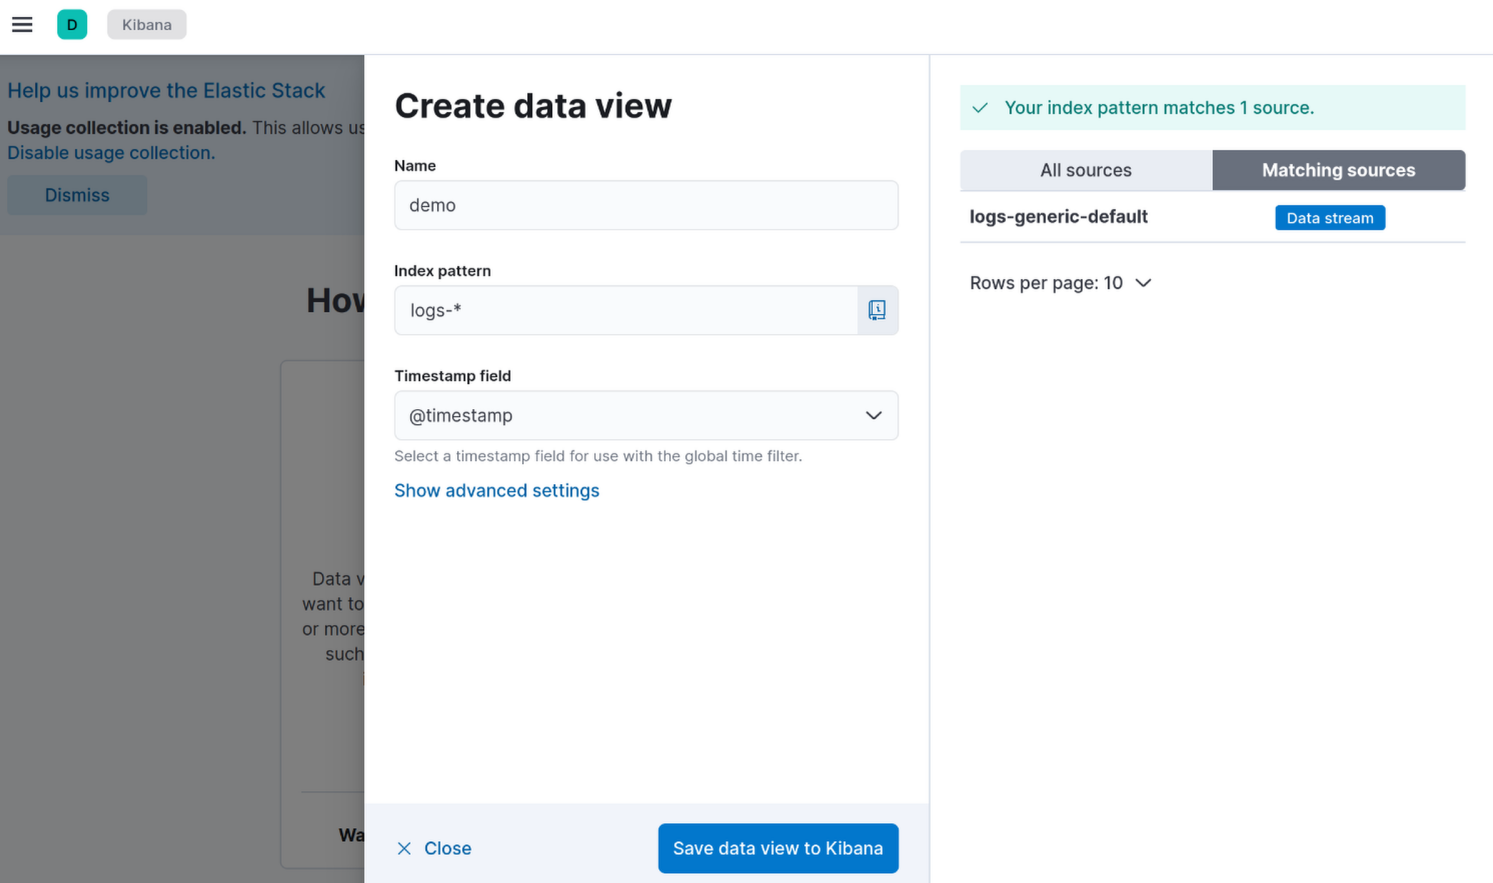 D
Kibana
Help us improve the Elastic Stack
Usage collection is enabled. This allows us
Disable usage collection.
Dismiss
How
Data v
want to
or more
such
Wa
Create data view
Name
demo
Index pattern
logs-*
Timestamp field
@timestamp
Select a timestamp field for use with the global time filter.
Show advanced settings
Close
Save data view to Kibana
Your index pattern matches 1 source.
All sources
Matching sources
logs-generic-default
Data stream
Rows per page: 10